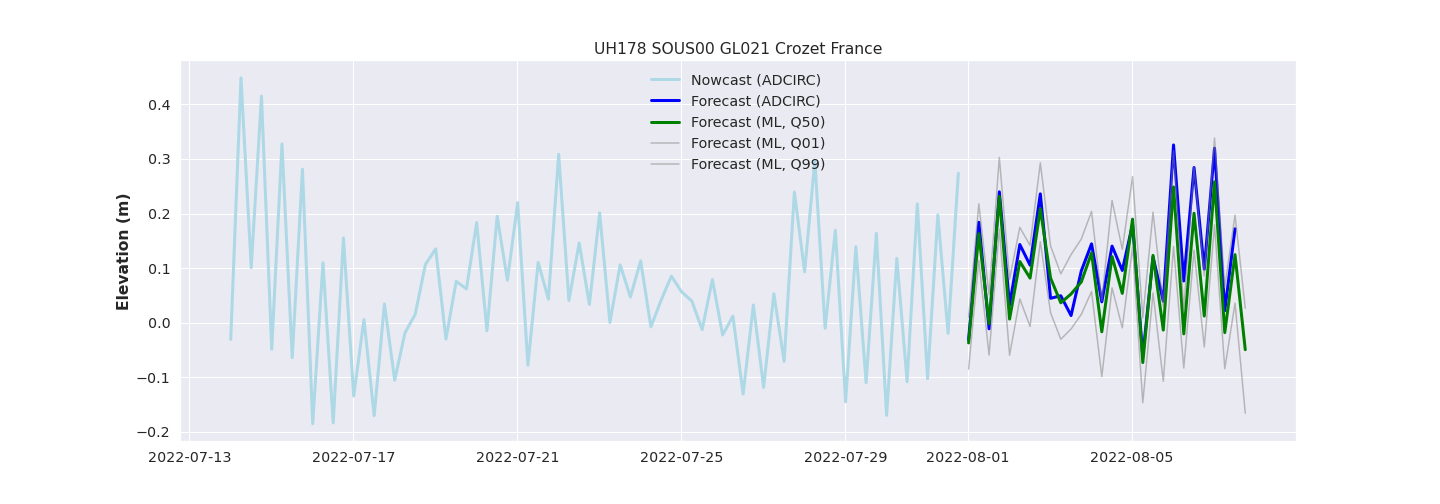 UH178 SOUS00 GL021 Crozet France
Nowcast (ADCIRC)
Forecast (ADCIRC)
Forecast (ML, Q50)
Forecast (ML, Q01)
Forecast (ML, Q99)
Elevation (m)
0.4
0.3
0.2
0.1
0.0
−0.1
−0.2
2022-07-13 2022-07-17 2022-07-21 2022-07-25 2022-07-29 2022-08-01 2022-08-05